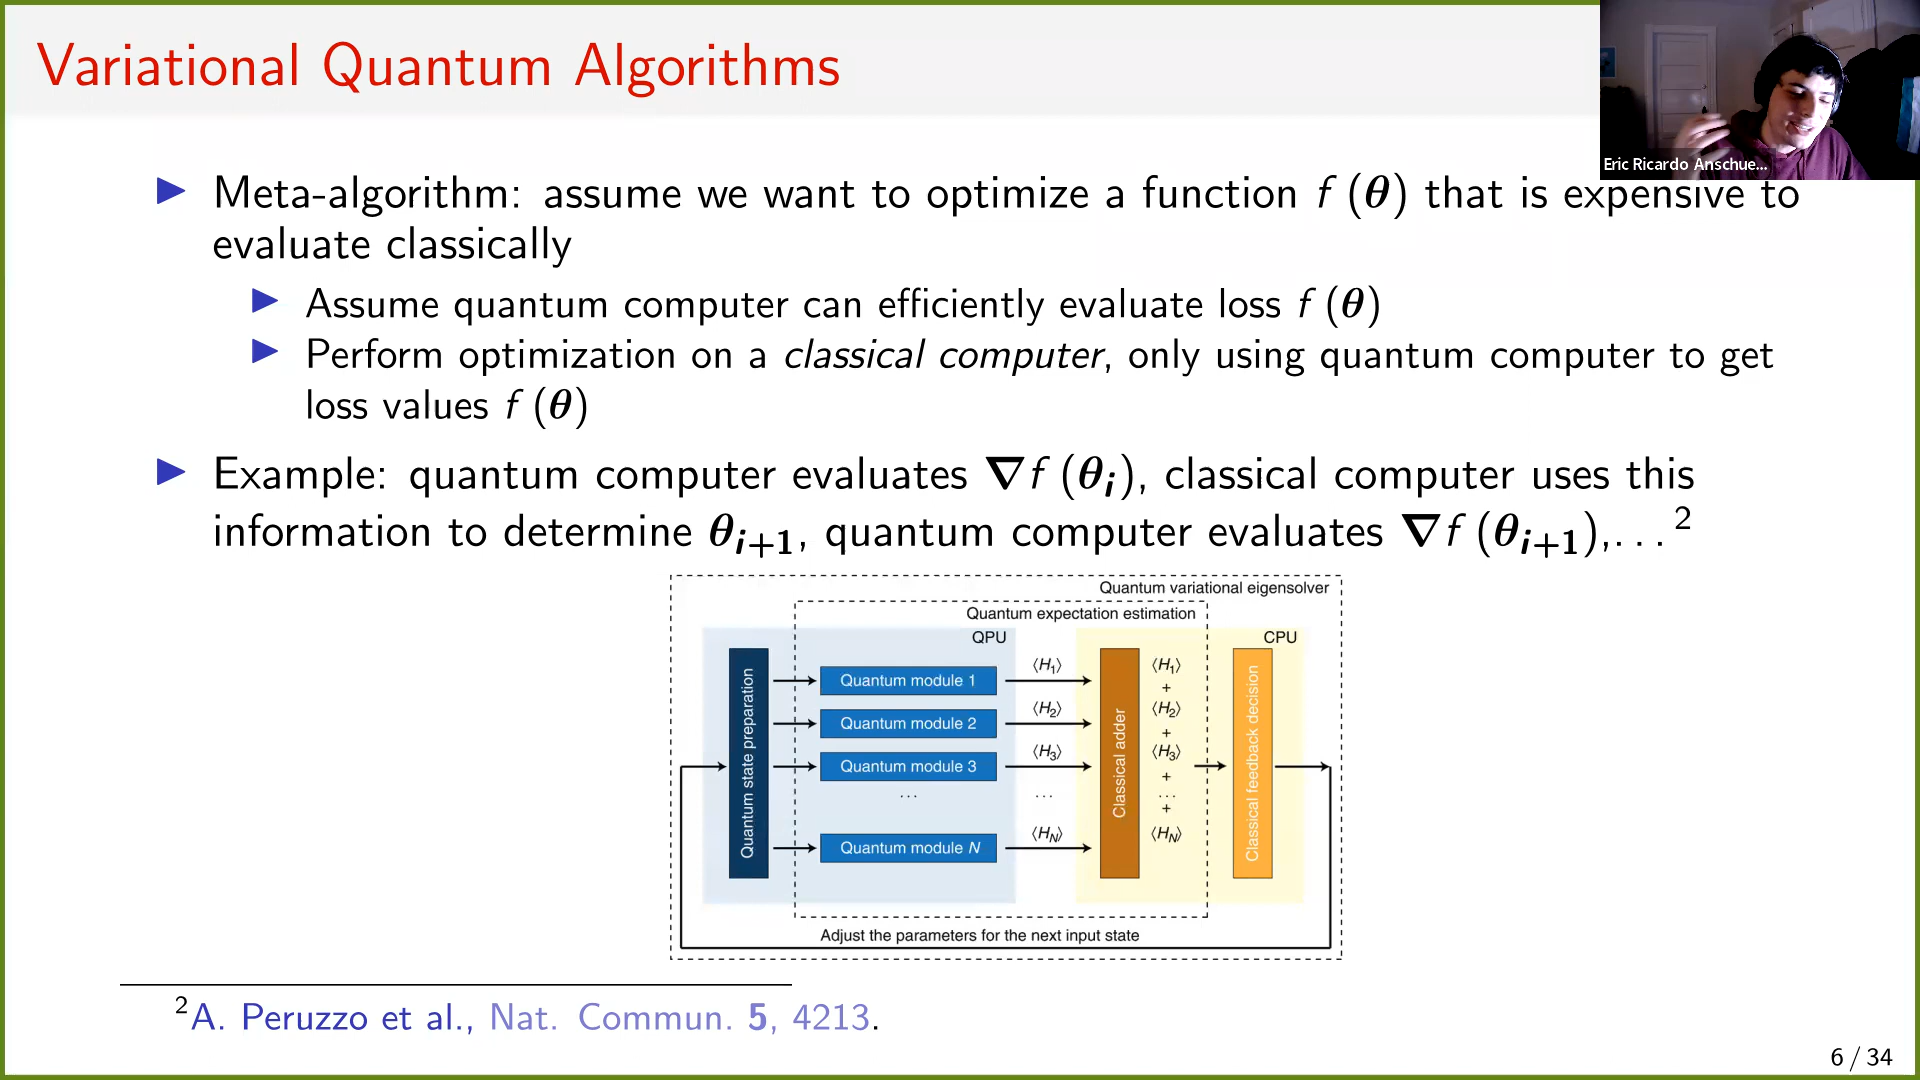 Variational Quantum Algorithms
Eric Ricardo Anschue...
▶ Meta-algorithm: assume we want to optimize a function f (θ) that is expensive to
evaluate classically
▶ Assume quantum computer can efficiently evaluate loss f (θ)
▶ Perform optimization on a classical computer, only using quantum computer to get
loss values f (θ)
▶ Example: quantum computer evaluates ∇f (θᵢ), classical computer uses this
information to determine θᵢ₊₁, quantum computer evaluates ∇f (θᵢ₊₁),...²
Quantum variational eigensolver
Quantum expectation estimation
QPU
CPU
Quantum state preparation
Quantum module 1
Quantum module 2
Quantum module 3
...
Quantum module N
⟨H₁⟩
⟨H₂⟩
⟨H₃⟩
...
⟨H_N⟩
Classical adder
⟨H₁⟩
+
⟨H₂⟩
+
⟨H₃⟩
+
...
+
⟨H_N⟩
Classical feedback decision
Adjust the parameters for the next input state
²A. Peruzzo et al., Nat. Commun. 5, 4213.
6 / 34